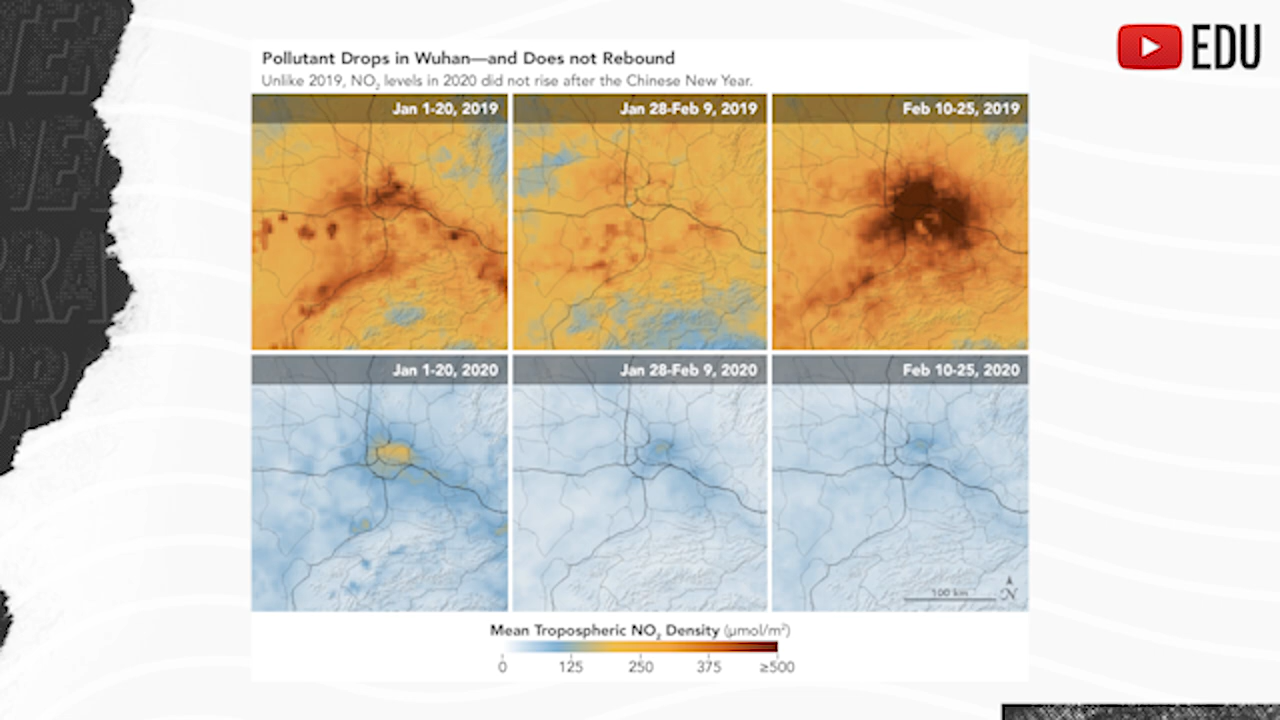 EDU
Pollutant Drops in Wuhan—and Does not Rebound
Unlike 2019, NO₂ levels in 2020 did not rise after the Chinese New Year.
Jan 1-20, 2019
Jan 28-Feb 9, 2019
Feb 10-25, 2019
Jan 1-20, 2020
Jan 28-Feb 9, 2020
Feb 10-25, 2020
100 km
N
Mean Tropospheric NO₂ Density (µmol/m²)
0 125 250 375 ≥500